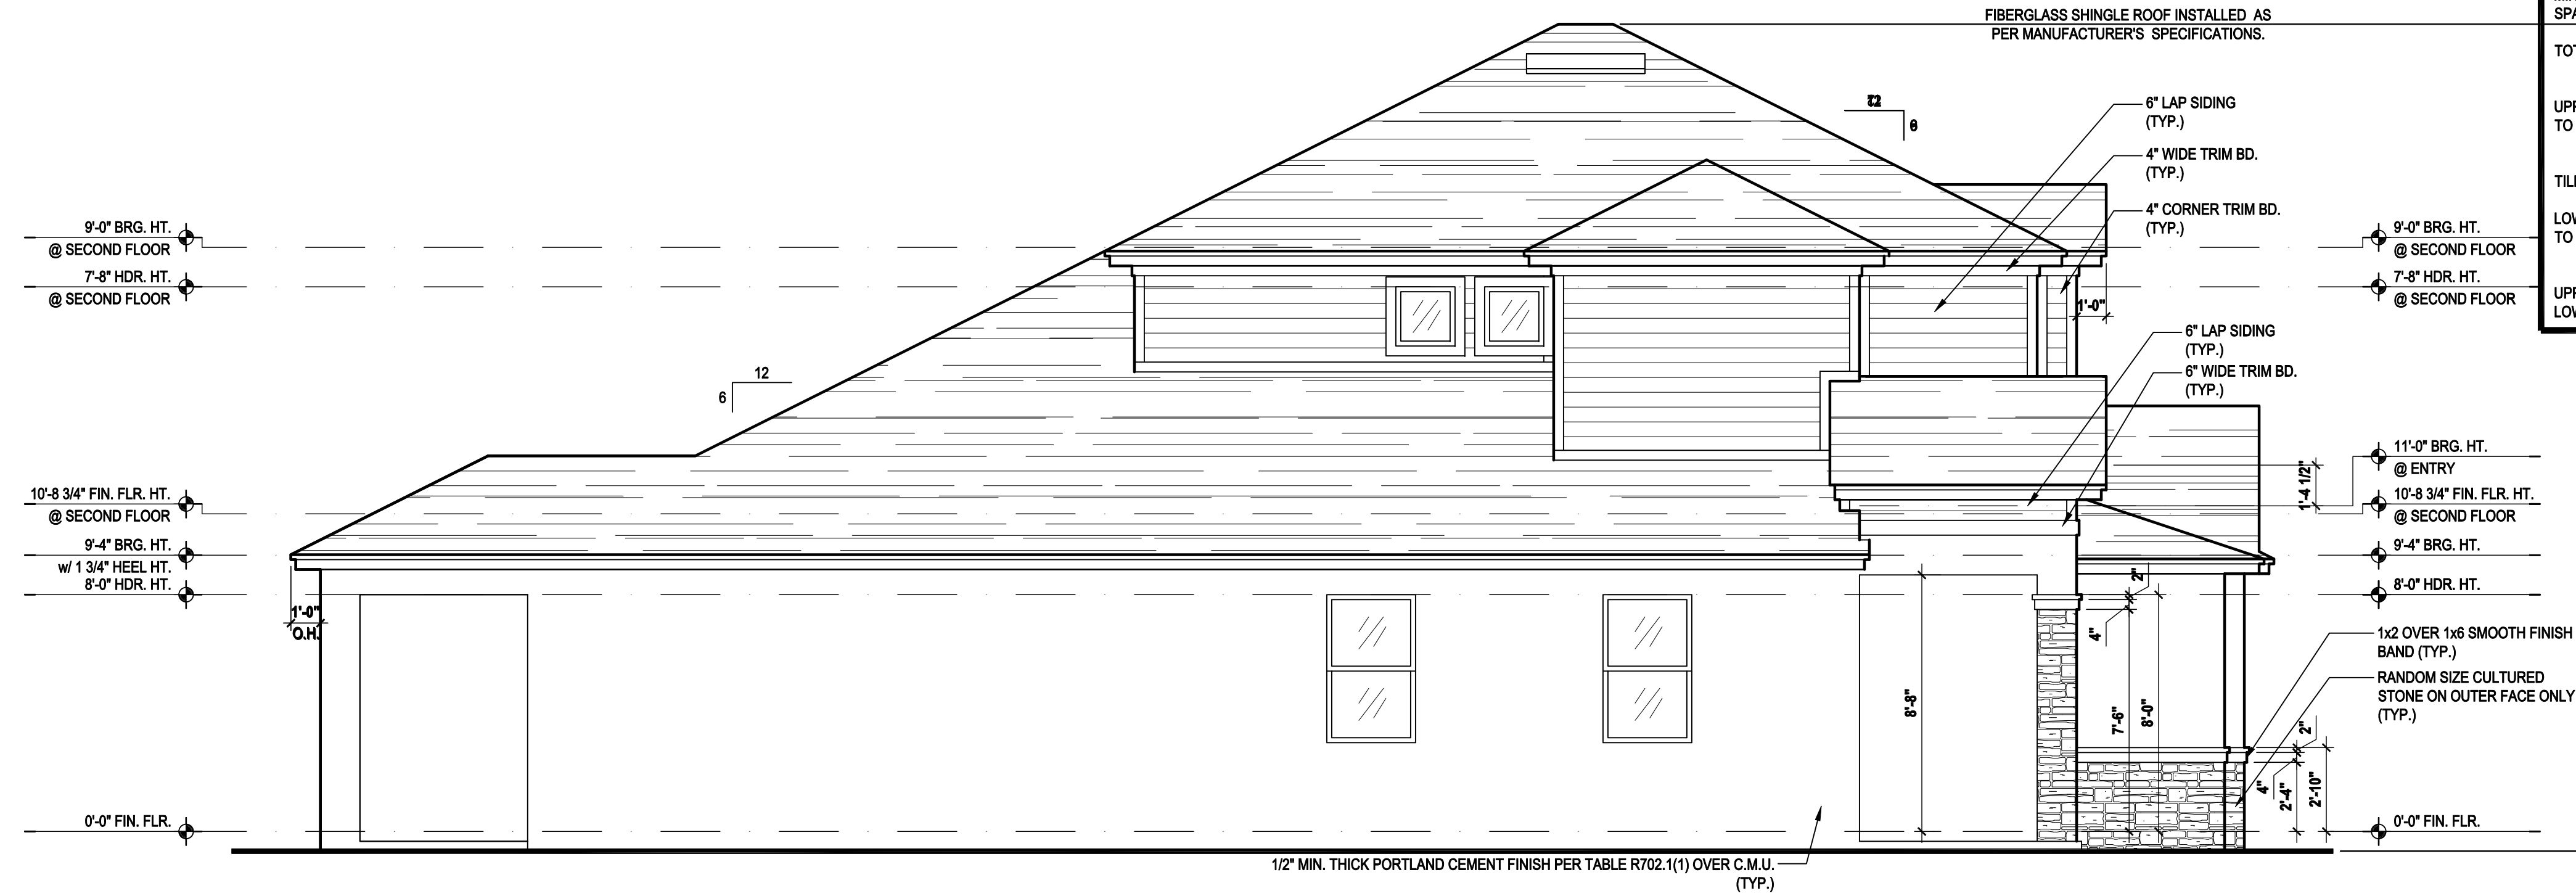 FIBERGLASS SHINGLE ROOF INSTALLED AS
PER MANUFACTURER'S SPECIFICATIONS.
6" LAP SIDING
(TYP.)
4" WIDE TRIM BD.
(TYP.)
4" CORNER TRIM BD.
(TYP.)
9'-0" BRG. HT.
@ SECOND FLOOR
7'-8" HDR. HT.
@ SECOND FLOOR
9'-0" BRG. HT.
@ SECOND FLOOR
7'-8" HDR. HT.
@ SECOND FLOOR
1'-0"
6" LAP SIDING
(TYP.)
6" WIDE TRIM BD.
(TYP.)
12
6
10'-8 3/4" FIN. FLR. HT.
@ SECOND FLOOR
9'-4" BRG. HT.
w/ 1 3/4" HEEL HT.
8'-0" HDR. HT.
1'-0"
O.H.
11'-0" BRG. HT.
@ ENTRY
1'-4 1/2"
10'-8 3/4" FIN. FLR. HT.
@ SECOND FLOOR
9'-4" BRG. HT.
8'-0" HDR. HT.
2"
4"
8'-8"
7'-6"
8'-0"
1x2 OVER 1x6 SMOOTH FINISH
BAND (TYP.)
RANDOM SIZE CULTURED
STONE ON OUTER FACE ONLY
(TYP.)
2"
4"
2'-4"
2'-10"
0'-0" FIN. FLR.
0'-0" FIN. FLR.
1/2" MIN. THICK PORTLAND CEMENT FINISH PER TABLE R702.1(1) OVER C.M.U.
(TYP.)
TO
TO